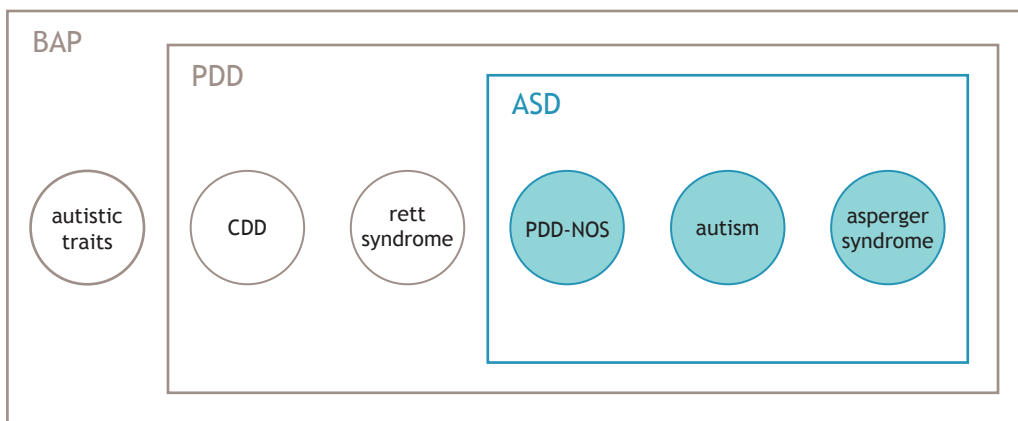 BAP
PDD
ASD
autistic
traits
CDD
rett
syndrome
PDD-NOS
autism
asperger
syndrome